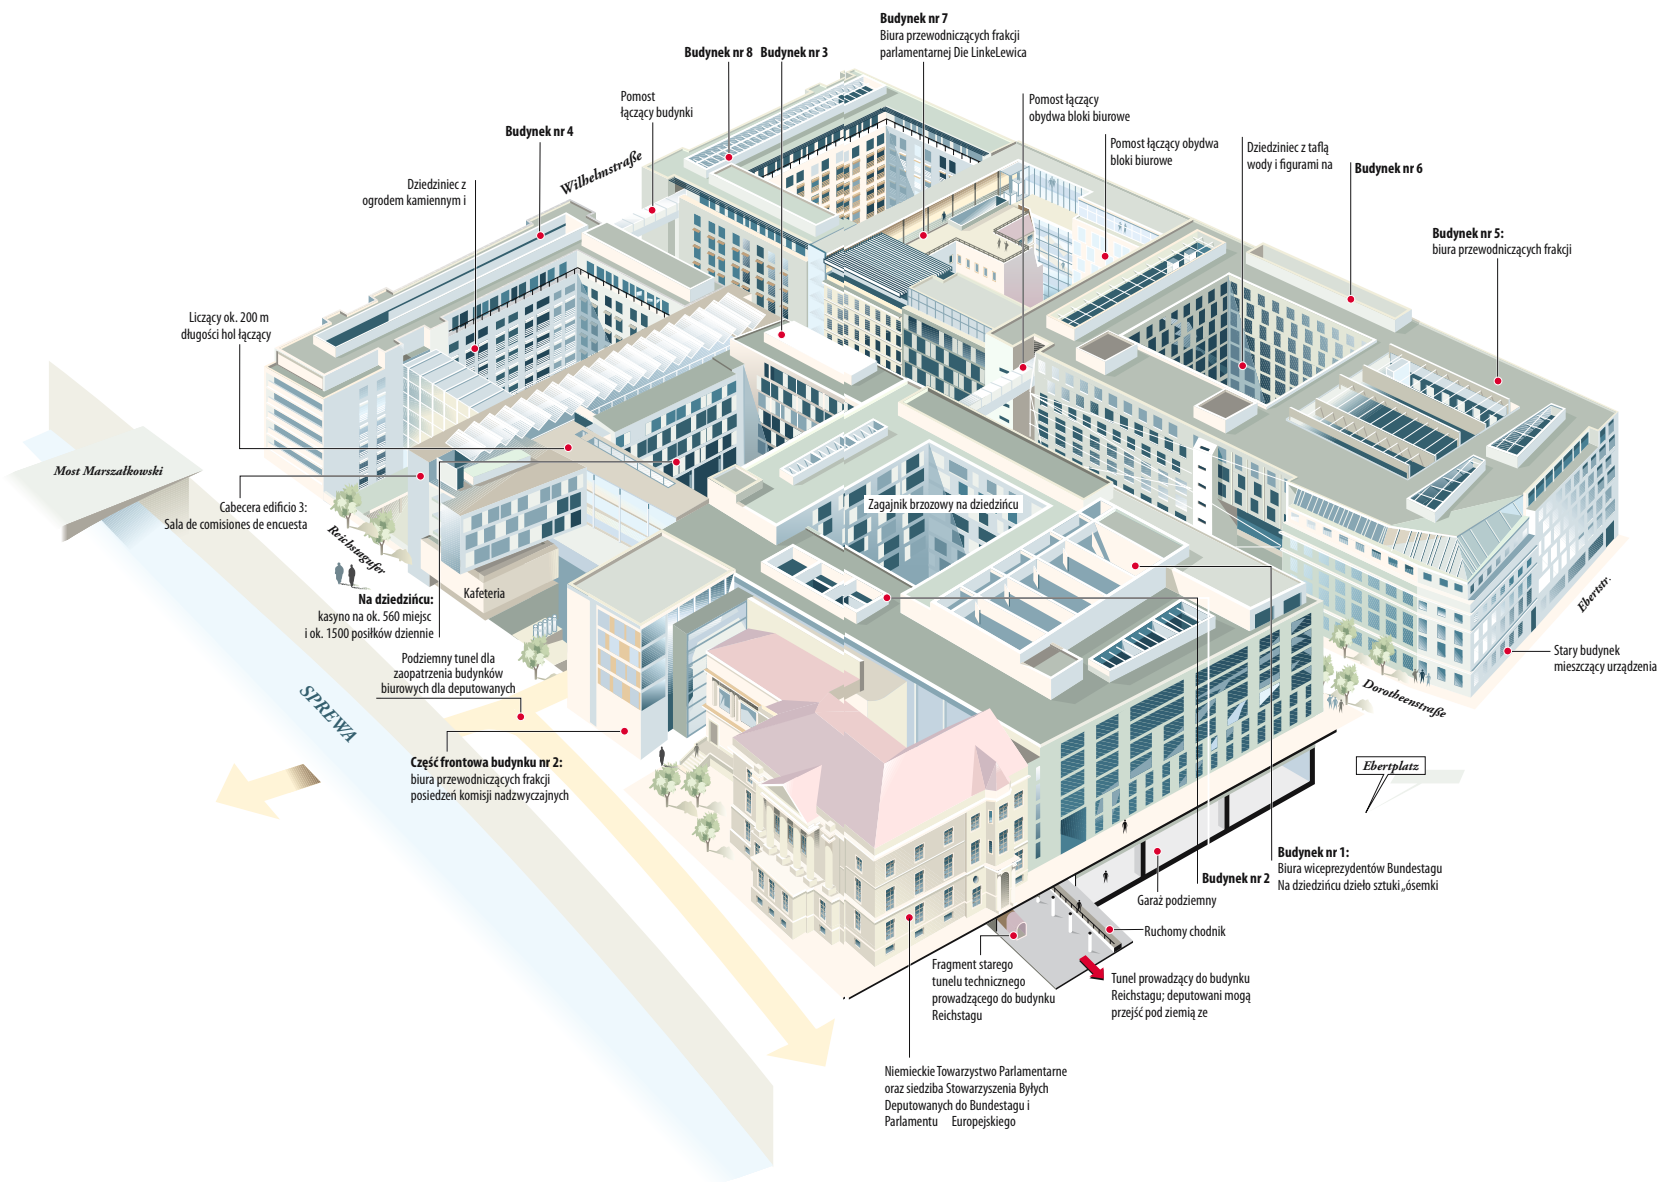 Budynek nr 7
Biura przewodniczących frakcji
parlamentarnej Die LinkeLewica
Budynek nr 8
Budynek nr 3
Pomost
łączący budynki
Pomost łączący
obydwa bloki biurowe
Budynek nr 4
Pomost łączący obydwa
bloki biurowe
Dziedziniec z taflą
wody i figurami na
Budynek nr 6
Wilhelmstraße
Dziedziniec z
ogrodem kamiennym i
Budynek nr 5:
biura przewodniczących frakcji
Liczący ok. 200 m
długości hol łączący
Most Marszałkowski
Cabecera edificio 3:
Sala de comisiones de encuesta
Zagajnik brzozowy na dziedzińcu
Reichstagufer
Kafeteria
Na dziedzińcu:
kasyno na ok. 560 miejsc
i ok. 1500 posiłków dziennie
Ebertstr.
Podziemny tunel dla
zaopatrzenia budynków
biurowych dla deputowanych
Stary budynek
mieszczący urządzenia
SPREWA
Dorotheenstraße
Część frontowa budynku nr 2:
biura przewodniczących frakcji
posiedzeń komisji nadzwyczajnych
Ebertplatz
Budynek nr 1:
Biura wiceprezydentów Bundestagu
Na dziedzińcu dzieło sztuki „ósemki
Budynek nr 2
Garaż podziemny
Ruchomy chodnik
Fragment starego
tunelu technicznego
prowadzącego do budynku
Reichstagu
Tunel prowadzący do budynku
Reichstagu; deputowani mogą
przejść pod ziemią ze
Niemieckie Towarzystwo Parlamentarne
oraz siedziba Stowarzyszenia Byłych
Deputowanych do Bundestagu i
Parlamentu Europejskiego